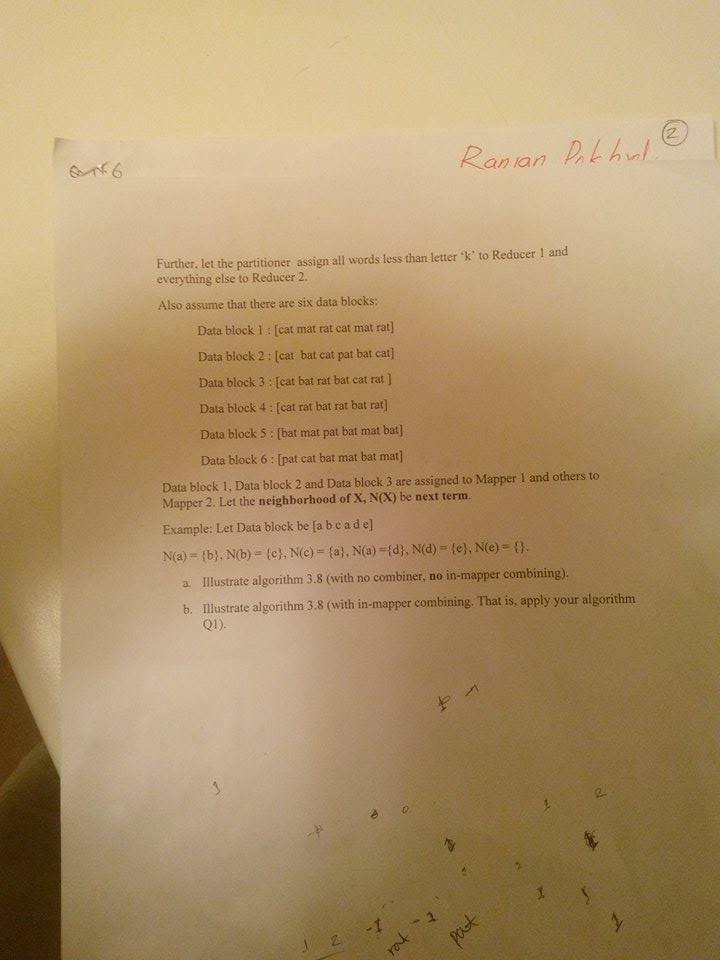 6
2
Further, let the partitioner assign all words less than letter ‘k’ to Reducer 1 and
everything else to Reducer 2.
Also assume that there are six data blocks:
Data block 1 : [cat mat rat cat mat rat]
Data block 2 : [cat bat cat pat bat cat]
Data block 3 : [cat bat rat bat cat rat ]
Data block 4 : [cat rat bat rat bat rat]
Data block 5 : [bat mat pat bat mat bat]
Data block 6 : [pat cat bat mat bat mat]
Data block 1, Data block 2 and Data block 3 are assigned to Mapper 1 and others to
Mapper 2. Let the neighborhood of X, N(X) be next term.
Example: Let Data block be [a b c a d e]
N(a) = {b}, N(b) = {c}, N(c) = {a}, N(a) ={d}, N(d) = {e}, N(e) = {}.
a. Illustrate algorithm 3.8 (with no combiner, no in-mapper combining).
b. Illustrate algorithm 3.8 (with in-mapper combining. That is, apply your algorithm
Q1).
1 2
1 2
rat
pat
1